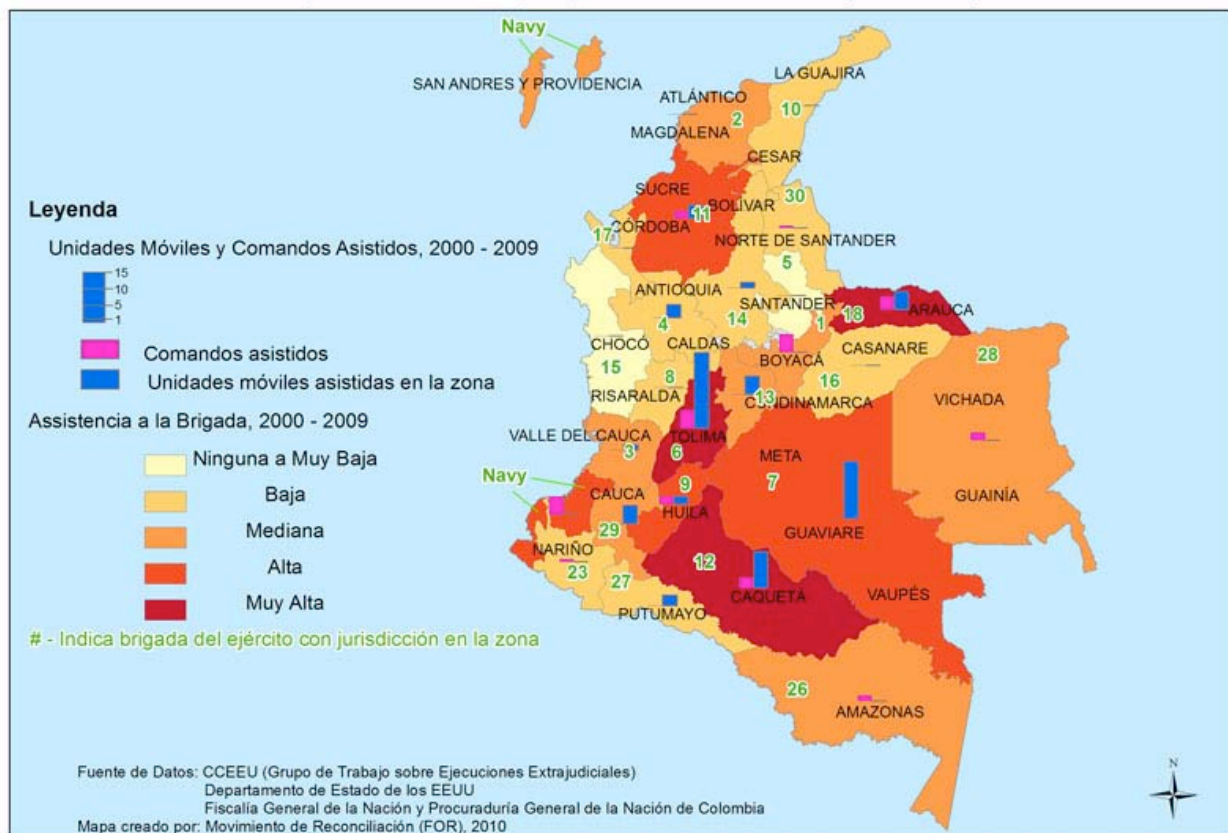 Navy
SAN ANDRES Y PROVIDENCIA
LA GUAJIRA
ATLÁNTICO
10
2
MAGDALENA
CESAR
SUCRE
30
BOLÍVAR
11
CÓRDOBA
17
NORTE DE SANTANDER
5
ANTIOQUIA
SANTANDER
18
ARAUCA
14
1
4
CHOCÓ
CALDAS
BOYACÁ
CASANARE
28
15
8
16
RISARALDA
13
CUNDINAMARCA
VICHADA
VALLE DEL CAUCA
TOLIMA
3
6
META
7
Navy
CAUCA
9
HUILA
GUAINÍA
29
GUAVIARE
NARIÑO
12
23
27
CAQUETÁ
VAUPÉS
PUTUMAYO
26
AMAZONAS
N
Leyenda
Unidades Móviles y Comandos Asistidos, 2000 - 2009
15
10
5
1
Comandos asistidos
Unidades móviles asistidas en la zona
Assistencia a la Brigada, 2000 - 2009
Ninguna a Muy Baja
Baja
Mediana
Alta
Muy Alta
# - Indica brigada del ejército con jurisdicción en la zona
Fuente de Datos: CCEEU (Grupo de Trabajo sobre Ejecuciones Extrajudiciales)
Departamento de Estado de los EEUU
Fiscalía General de la Nación y Procuraduría General de la Nación de Colombia
Mapa creado por: Movimiento de Reconciliación (FOR), 2010